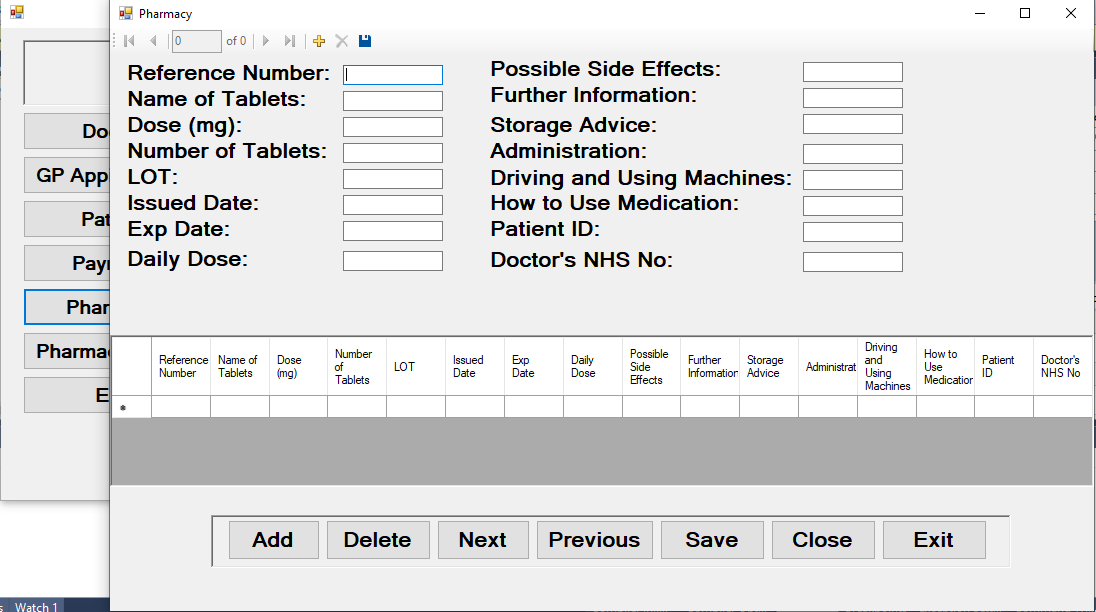 Pharmacy
0 of 0
Reference Number:
Name of Tablets:
Dose (mg):
Number of Tablets:
LOT:
Issued Date:
Exp Date:
Daily Dose:
Possible Side Effects:
Further Information:
Storage Advice:
Administration:
Driving and Using Machines:
How to Use Medication:
Patient ID:
Doctor's NHS No:
Do
GP App
Pat
Payn
Phar
Pharmac
E
Reference
Number
Name of
Tablets
Dose
(mg)
Number
of
Tablets
LOT
Issued
Date
Exp
Date
Daily
Dose
Possible
Side
Effects
Further
Information
Storage
Advice
Administrat
Driving
and
Using
Machines
How to
Use
Medication
Patient
ID
Doctor's
NHS No
Add Delete Next Previous Save Close Exit
s Watch 1